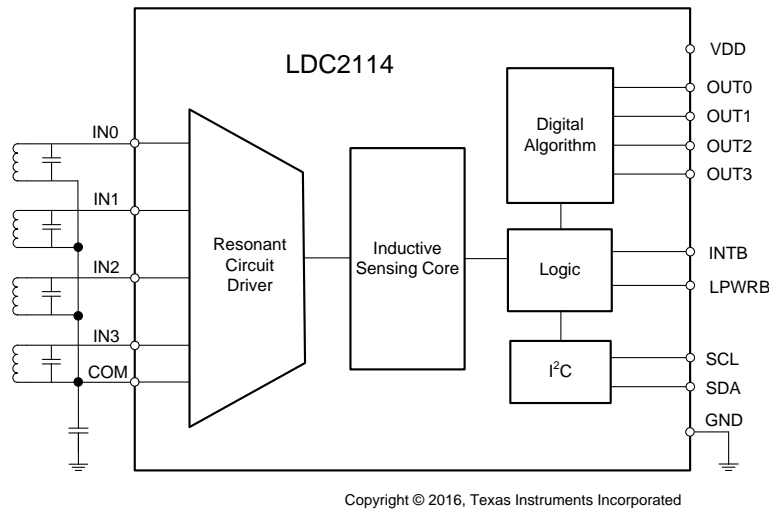 LDC2114
VDD
OUT0
OUT1
OUT2
OUT3
Digital
Algorithm
IN0
IN1
IN2
IN3
COM
Resonant
Circuit
Driver
Inductive
Sensing Core
Logic
INTB
LPWRB
I²C
SCL
SDA
GND
Copyright © 2016, Texas Instruments Incorporated